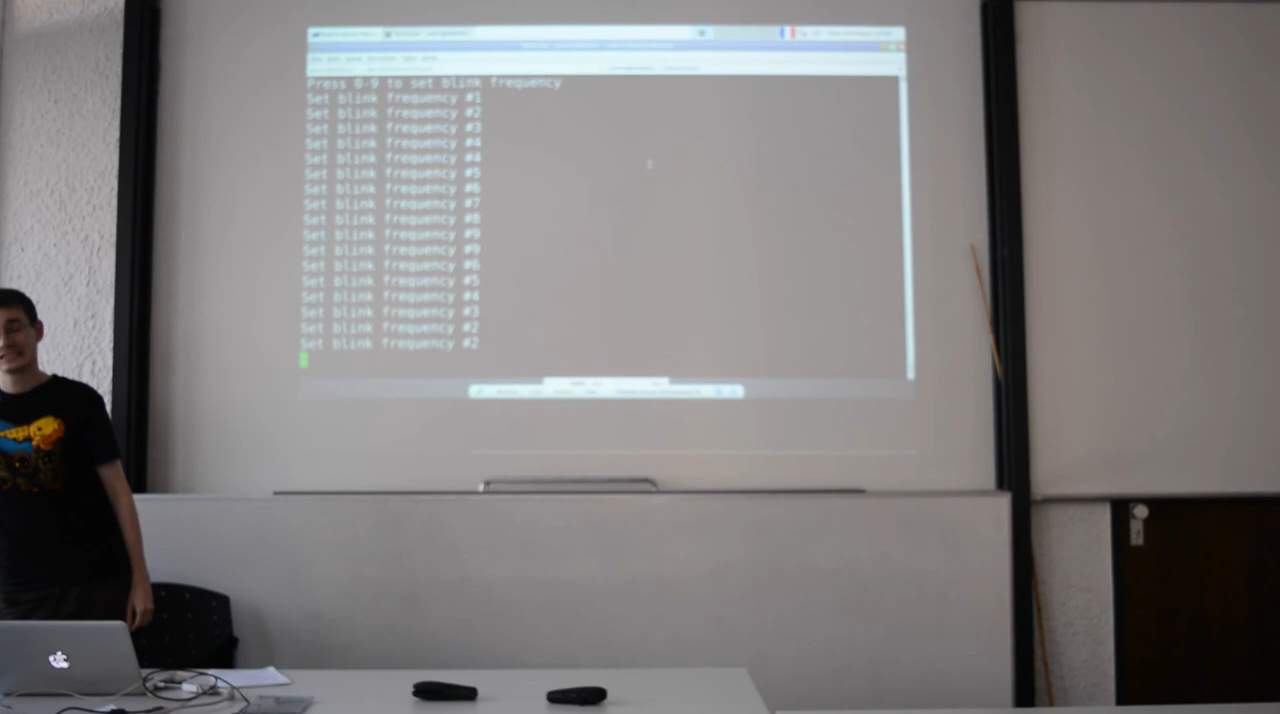 Press 0-9 to set blink frequency
Set blink frequency #1
Set blink frequency #2
Set blink frequency #3
Set blink frequency #4
Set blink frequency #4
Set blink frequency #5
Set blink frequency #6
Set blink frequency #7
Set blink frequency #8
Set blink frequency #9
Set blink frequency #9
Set blink frequency #6
Set blink frequency #5
Set blink frequency #4
Set blink frequency #3
Set blink frequency #2
Set blink frequency #2